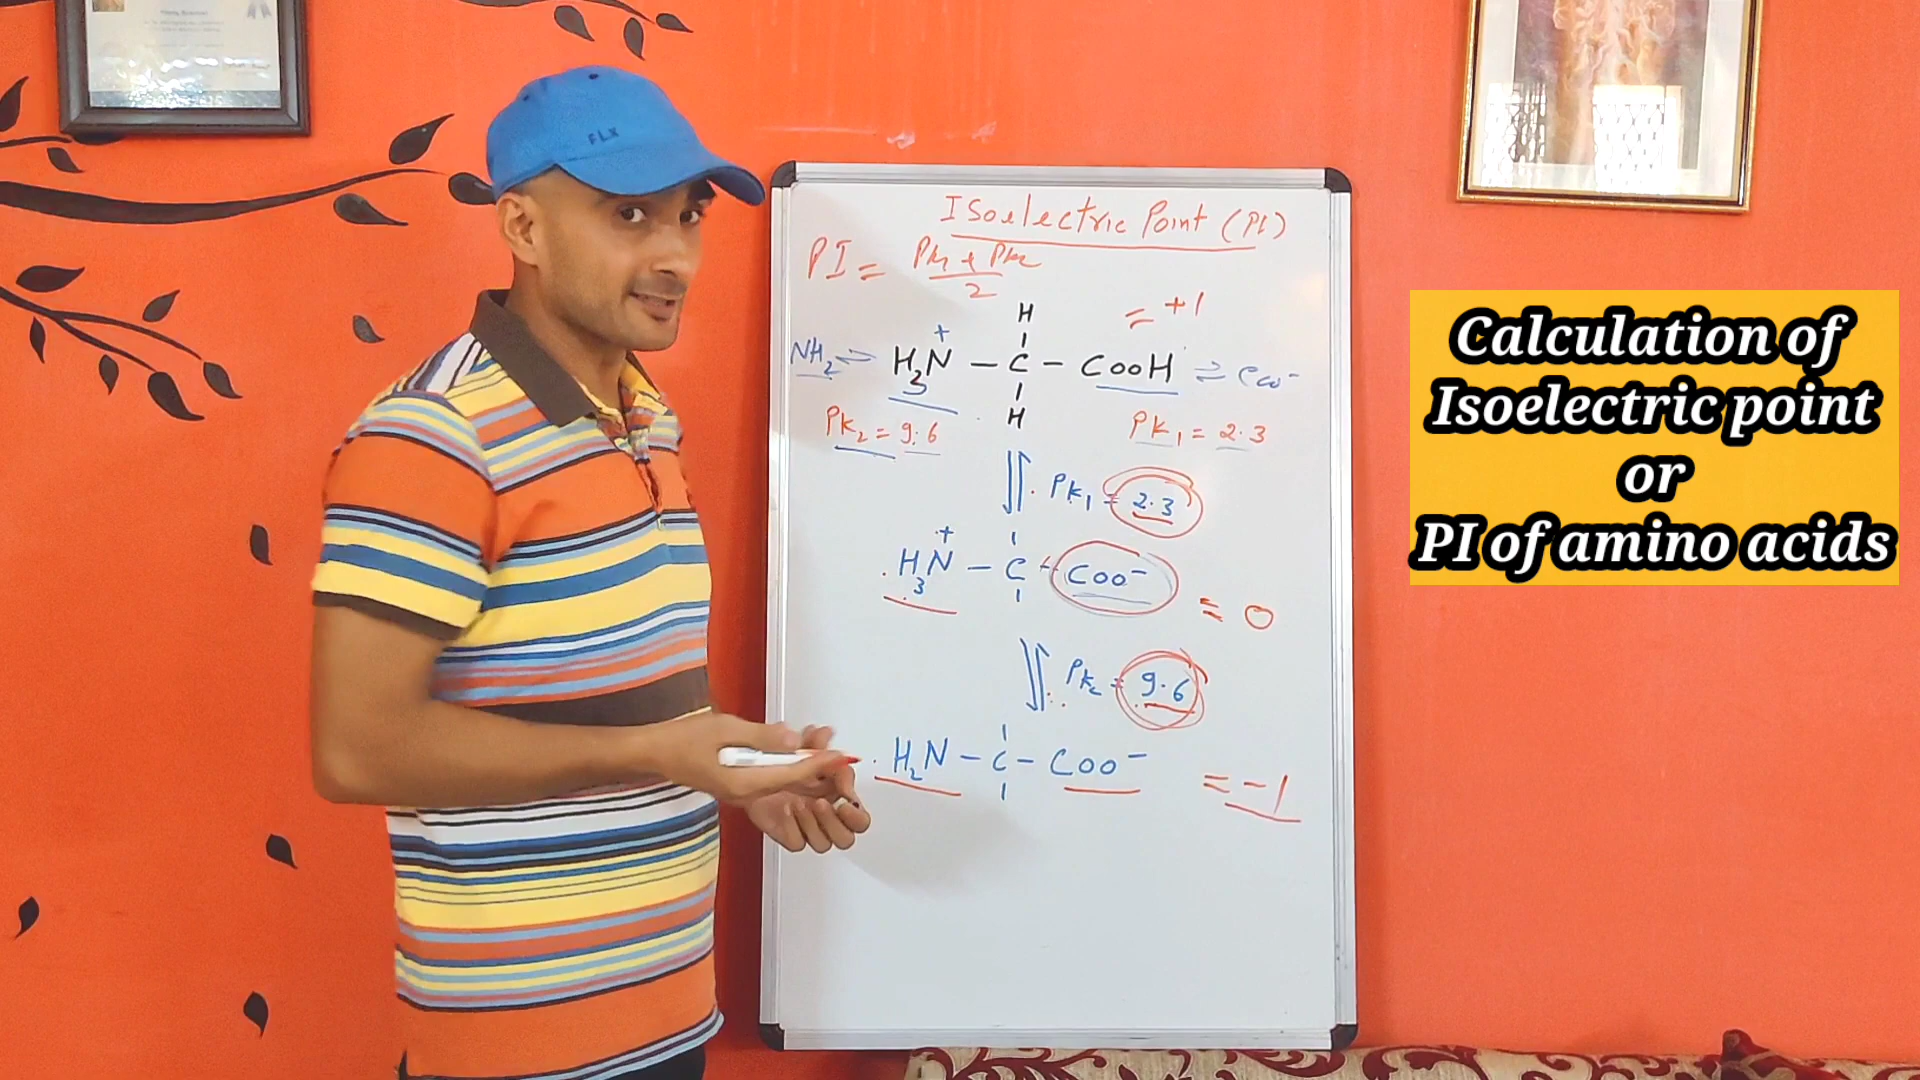 FLX
Isoelectric Point (PI)
PI = Pk1 + Pk2
2
= +1
H
NH2 ⇌ H3N+ – C – COOH ⇌ COO-
H
Pk2 = 9.6
Pk1 = 2.3
Pk1 = 2.3
H3N+ – C – COO-
= 0
Pk2 = 9.6
H2N – C – COO-
= -1
Calculation of
Isoelectric point
or
PI of amino acids